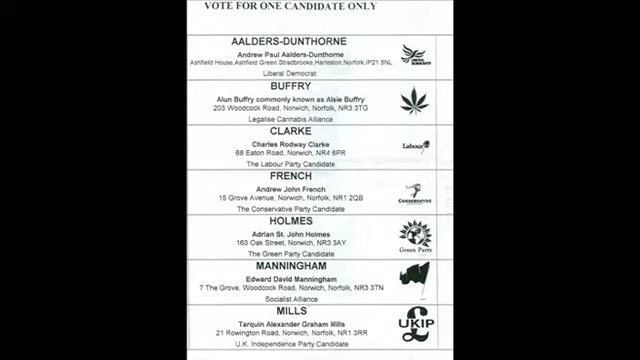 VOTE FOR ONE CANDIDATE ONLY
AALDERS-DUNTHORNE
Andrew Paul Aalders-Dunthorne
Ashfield House,Ashfield Green,Stradbrooke,Harleston,Norfolk,IP21 5NL
Liberal Democrat
LIBERAL
DEMOCRATS
BUFFRY
Alun Buffry commonly known as Alsie Buffry
203 Woodcock Road, Norwich, Norfolk, NR3 3TG
Legalise Cannabis Alliance
CLARKE
Charles Rodway Clarke
68 Eaton Road, Norwich, NR4 6PR
The Labour Party Candidate
Labour
FRENCH
Andrew John French
15 Grove Avenue, Norwich, Norfolk, NR1 2QB
The Conservative Party Candidate
CONSERVATIVE
HOLMES
Adrian St. John Holmes
163 Oak Street, Norwich, NR3 3AY
The Green Party Candidate
Green Party
MANNINGHAM
Edward David Manningham
7 The Grove, Woodcock Road, Norwich, Norfolk, NR3 3TN
Socialist Alliance
MILLS
Tarquin Alexander Graham Mills
21 Rowington Road, Norwich, Norfolk, NR1 3RR
U.K. Independence Party Candidate
UKIP